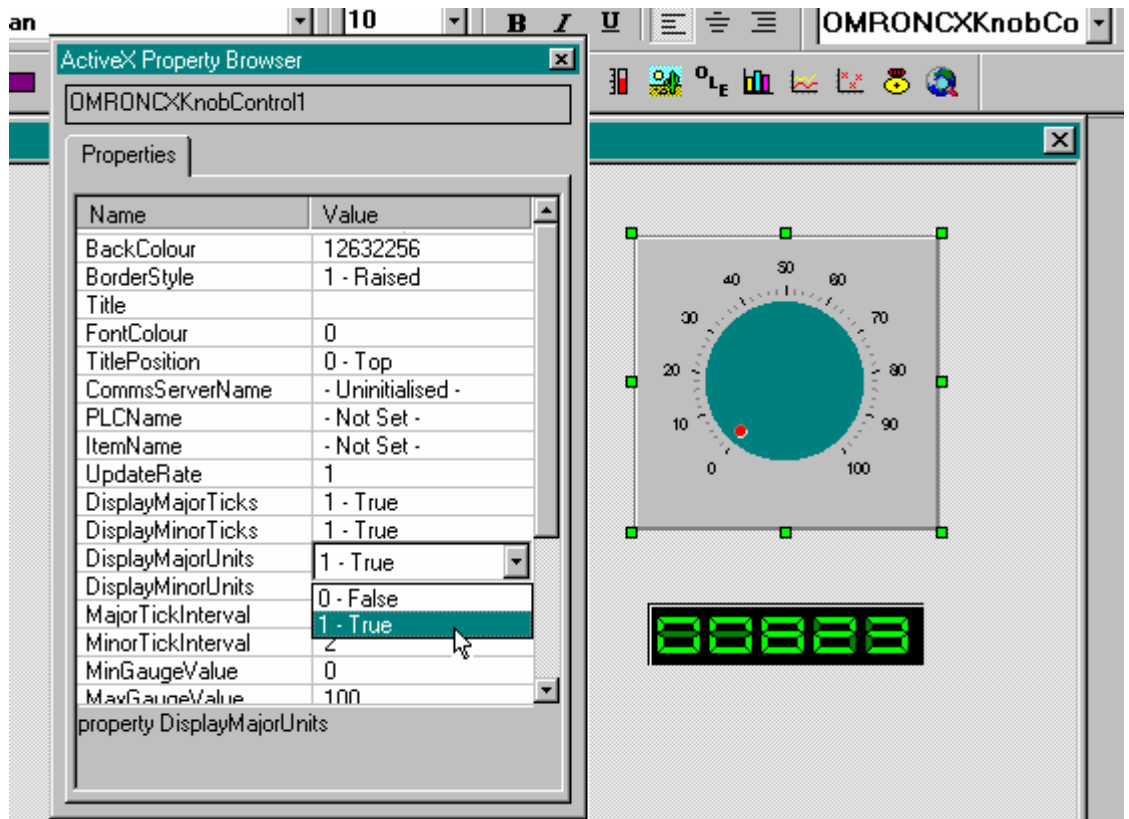 an 10 B I U OMRONCXKnobCo
ActiveX Property Browser
OMRONCXKnobControl1
OLE
Properties
Name Value
BackColour 12632256
BorderStyle 1 - Raised
Title
FontColour 0
TitlePosition 0 - Top
CommsServerName - Uninitialised -
PLCName - Not Set -
ItemName - Not Set -
UpdateRate 1
DisplayMajorTicks 1 - True
DisplayMinorTicks 1 - True
DisplayMajorUnits 1 - True
DisplayMinorUnits 0 - False
MajorTickInterval 1 - True
MinorTickInterval 2
MinGaugeValue 0
MaxGaugeValue 100
property DisplayMajorUnits
50
40 60
30 70
20 80
10 90
0 100